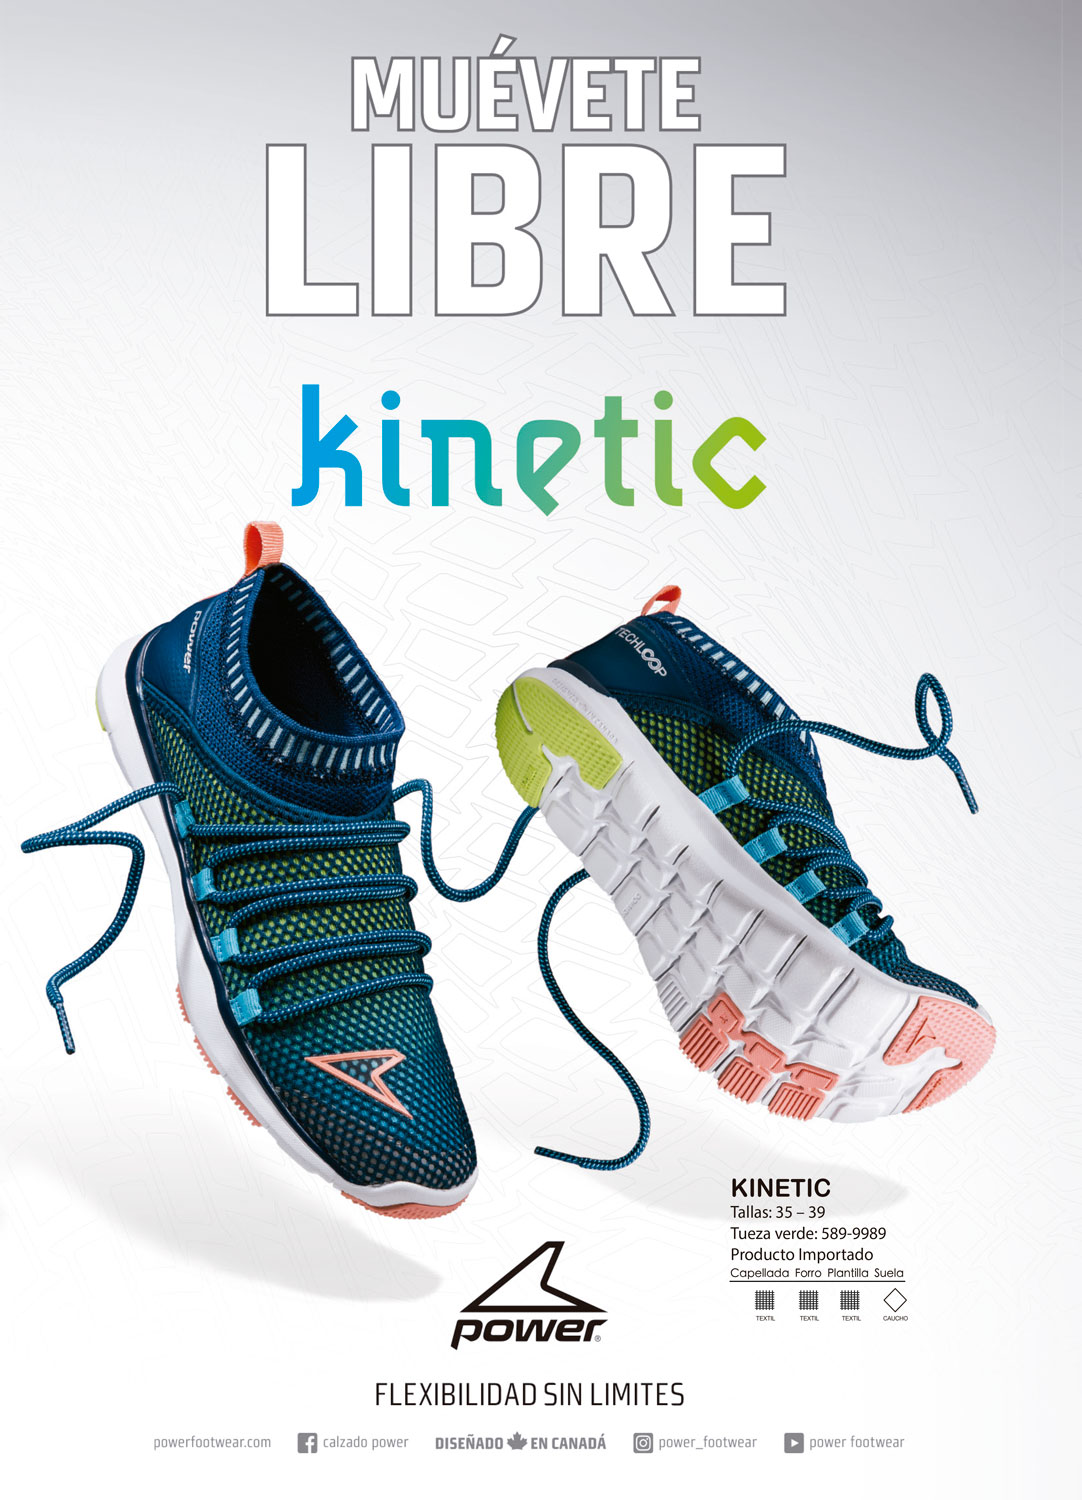 MUÉVETE
LIBRE
kinetic
power
TECHLOOP
KINETIC
Tallas: 35 – 39
Tueza verde: 589-9989
Producto Importado
Capellada Forro Plantilla Suela
TEXTIL TEXTIL TEXTIL CAUCHO
power®
FLEXIBILIDAD SIN LIMITES
powerfootwear.com calzado power DISEÑADO EN CANADÁ power_footwear power footwear